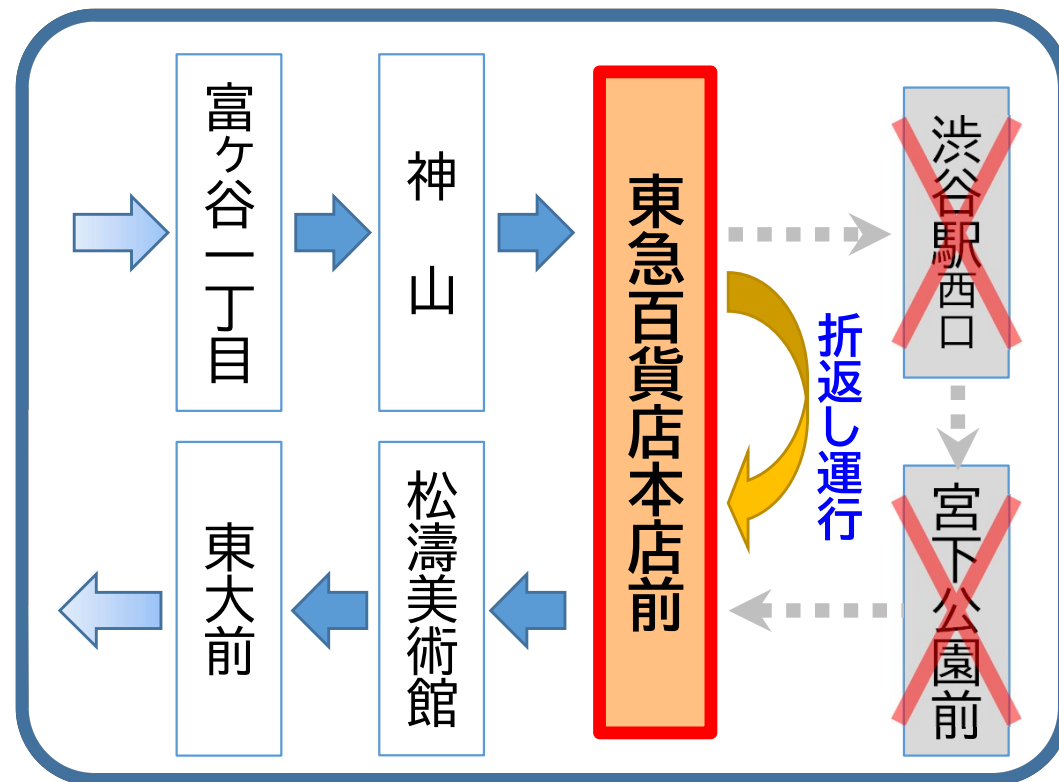 富ヶ谷一丁目
神山
東急百貨店本店前
渋谷駅西口
折返し運行
宮下公園前
松濤美術館
東大前